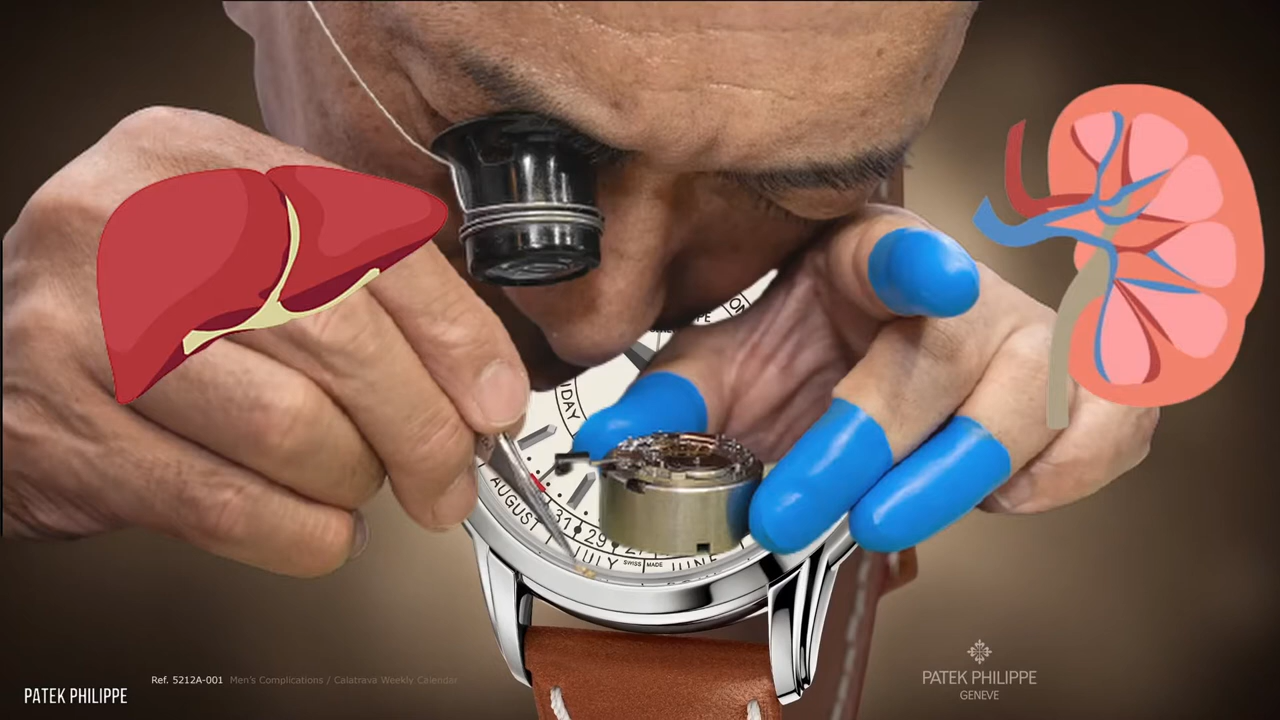 DAY
AUGUST
31
29
JULY
SWISS MADE
JUNE
Ref. 5212A-001 Men's Complications / Calatrava Weekly Calendar
PATEK PHILIPPE
PATEK PHILIPPE
GENEVE